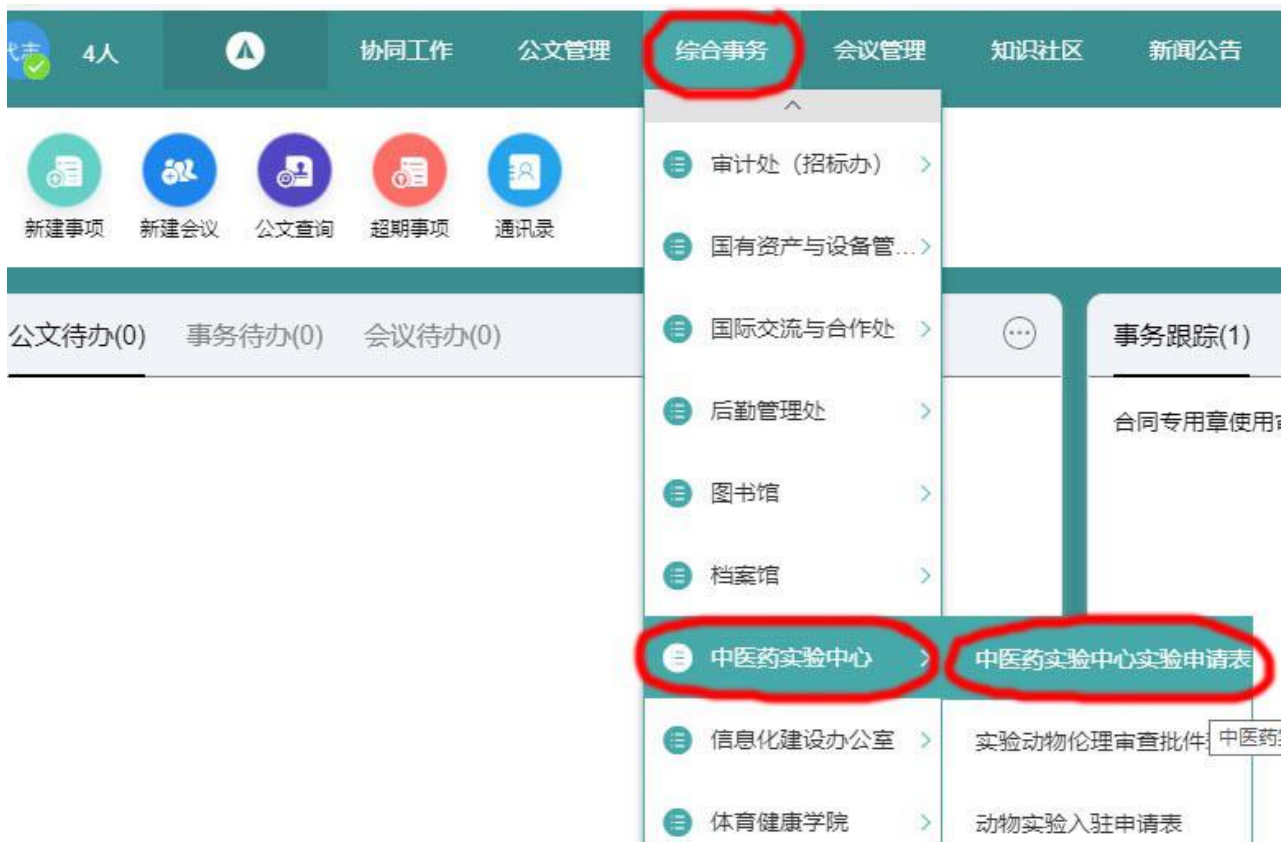 4人
协同工作
公文管理
综合事务
会议管理
知识社区
新闻公告
新建事项
新建会议
公文查询
超期事项
通讯录
审计处（招标办）
国有资产与设备管...
国际交流与合作处
后勤管理处
图书馆
档案馆
中医药实验中心
信息化建设办公室
体育健康学院
中医药实验中心实验申请表
实验动物伦理审查批件
中医药
动物实验入驻申请表
公文待办(0)
事务待办(0)
会议待办(0)
事务跟踪(1)
合同专用章使用